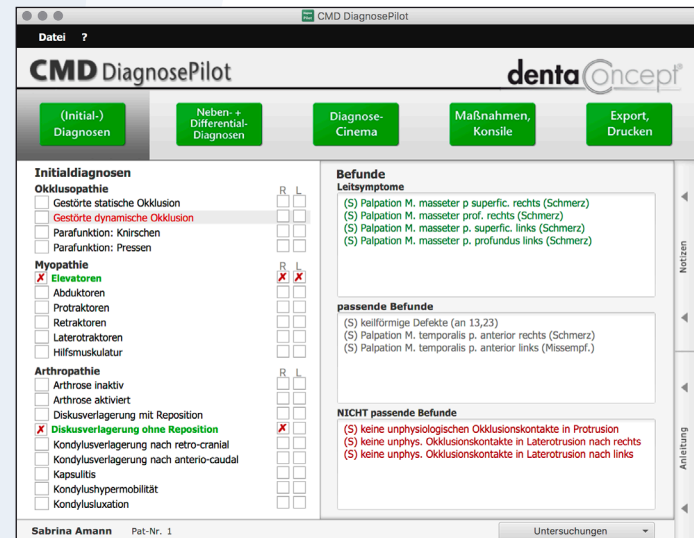 CMD DiagnosePilot
Datei ?
CMD DiagnosePilot
dentaConcept
(Initial-)
Diagnosen
Neben- +
Differential-
Diagnosen
Diagnose-
Cinema
Maßnahmen,
Konsile
Export,
Drucken
Initialdiagnosen
Okklusopathie R L
Gestörte statische Okklusion
Gestörte dynamische Okklusion
Parafunktion: Knirschen
Parafunktion: Pressen
Myopathie R L
✗ Elevatoren ✗ ✗
Abduktoren
Protraktoren
Retraktoren
Laterotraktoren
Hilfsmuskulatur
Arthropathie R L
Arthrose inaktiv
Arthrose aktiviert
Diskusverlagerung mit Reposition
✗ Diskusverlagerung ohne Reposition ✗
Kondylusverlagerung nach retro-cranial
Kondylusverlagerung nach anterio-caudal
Kapsulitis
Kondylushypermobilität
Kondylusluxation
Befunde
Leitsymptome
(S) Palpation M. masseter p superfic. rechts (Schmerz)
(S) Palpation M. masseter prof. rechts (Schmerz)
(S) Palpation M. masseter p. superfic. links (Schmerz)
(S) Palpation M. masseter p. profundus links (Schmerz)
passende Befunde
(S) keilförmige Defekte (an 13,23)
(S) Palpation M. temporalis p. anterior rechts (Schmerz)
(S) Palpation M. temporalis p. anterior links (Missempf.)
NICHT passende Befunde
(S) keine unphysiologischen Okklusionskontakte in Protrusion
(S) keine unphys. Okklusionskontakte in Laterotrusion nach rechts
(S) keine unphys. Okklusionskontakte in Laterotrusion nach links
Notizen
Anleitung
Sabrina Amann Pat-Nr. 1
Untersuchungen